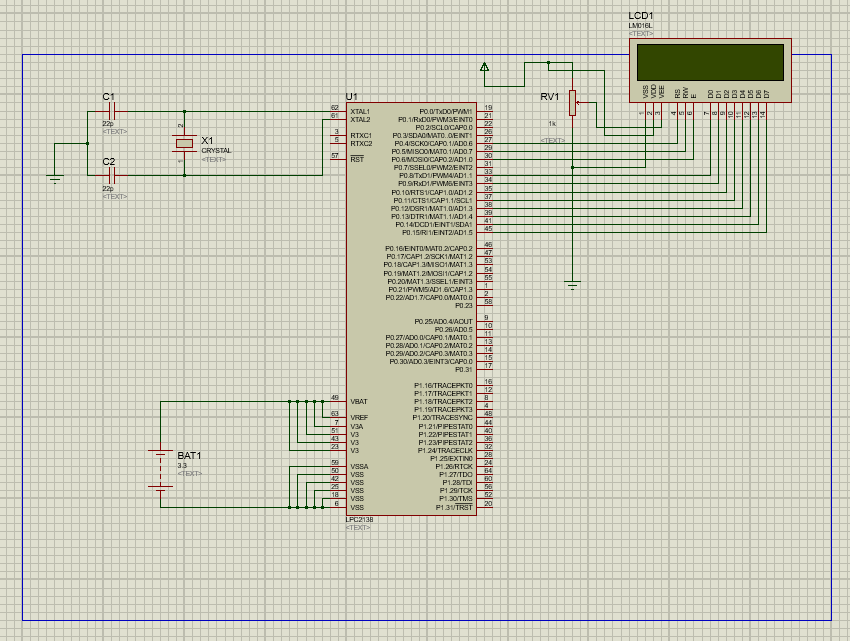 LCD1
LM016L
<TEXT>
VSS
VDD
VEE
RS
RW
E
D0
D1
D2
D3
D4
D5
D6
D7
1
2
3
4
5
6
7
8
9
10
11
12
13
14
RV1
1k
<TEXT>
C1
22p
<TEXT>
C2
22p
<TEXT>
2
1
X1
CRYSTAL
<TEXT>
U1
62 XTAL1
61 XTAL2
3 RTXC1
5 RTXC2
57 RST
49 VBAT
63 VREF
7 V3A
51 V3
43 V3
23 V3
59 VSSA
50 VSS
42 VSS
25 VSS
18 VSS
6 VSS
P0.0/TxD0/PWM1 19
P0.1/RxD0/PWM3/EINT0 21
P0.2/SCL0/CAP0.0 22
P0.3/SDA0/MAT0..0/EINT1 26
P0.4/SCK0/CAP0.1/AD0.6 27
P0.5/MISO0/MAT0.1/AD0.7 29
P0.6/MOSI0/CAP0.2/AD1.0 30
P0.7/SSEL0/PWM2/EINT2 31
P0.8/TxD1/PWM4/AD1.1 33
P0.9/RxD1/PWM6/EINT3 34
P0.10/RTS1/CAP1.0/AD1.2 35
P0.11/CTS1/CAP1.1/SCL1 37
P0.12/DSR1/MAT1.0/AD1.3 38
P0.13/DTR1/MAT1.1/AD1.4 39
P0.14/DCD1/EINT1/SDA1 41
P0.15/RI1/EINT2/AD1.5 45
P0.16/EINT0/MAT0.2/CAP0.2 46
P0.17/CAP1.2/SCK1/MAT1.2 47
P0.18/CAP1.3/MISO1/MAT1.3 53
P0.19/MAT1.2/MOSI1/CAP1.2 54
P0.20/MAT1.3/SSEL1/EINT3 55
P0.21/PWM5/AD1.6/CAP1.3 1
P0.22/AD1.7/CAP0.0/MAT0.0 2
P0.23 58
P0.25/AD0.4/AOUT 9
P0.26/AD0.5 10
P0.27/AD0.0/CAP0.1/MAT0.1 11
P0.28/AD0.1/CAP0.2/MAT0.2 13
P0.29/AD0.2/CAP0.3/MAT0.3 14
P0.30/AD0.3/EINT3/CAP0.0 15
P0.31 17
P1.16/TRACEPKT0 16
P1.17/TRACEPKT1 12
P1.18/TRACEPKT2 8
P1.19/TRACEPKT3 4
P1.20/TRACESYNC 48
P1.21/PIPESTAT0 44
P1.22/PIPESTAT1 40
P1.23/PIPESTAT2 36
P1.24/TRACECLK 32
P1.25/EXTIN0 28
P1.26/RTCK 24
P1.27/TDO 64
P1.28/TDI 60
P1.29/TCK 56
P1.30/TMS 52
P1.31/TRST 20
LPC2138
<TEXT>
BAT1
3.3
<TEXT>